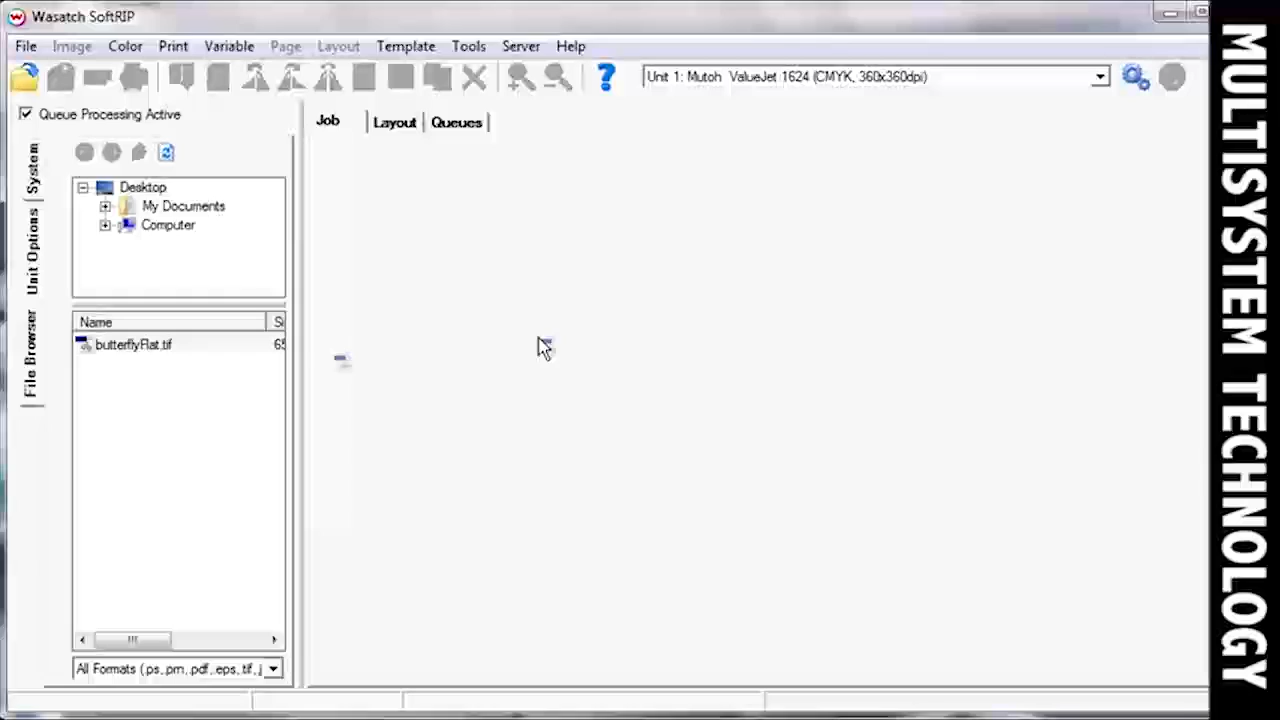 Wasatch SoftRIP
File Image Color Print Variable Page Layout Template Tools Server Help
Unit 1: Mutoh ValueJet 1624 (CMYK, 360x360dpi)
Queue Processing Active
Job Layout Queues
System
Unit Options
File Browser
Desktop
My Documents
Computer
Name
butterflyFlat.tif 65
All Formats (.ps,.prn,.pdf,.eps,.tif,.j
MULTISYSTEM TECHNOLOGY